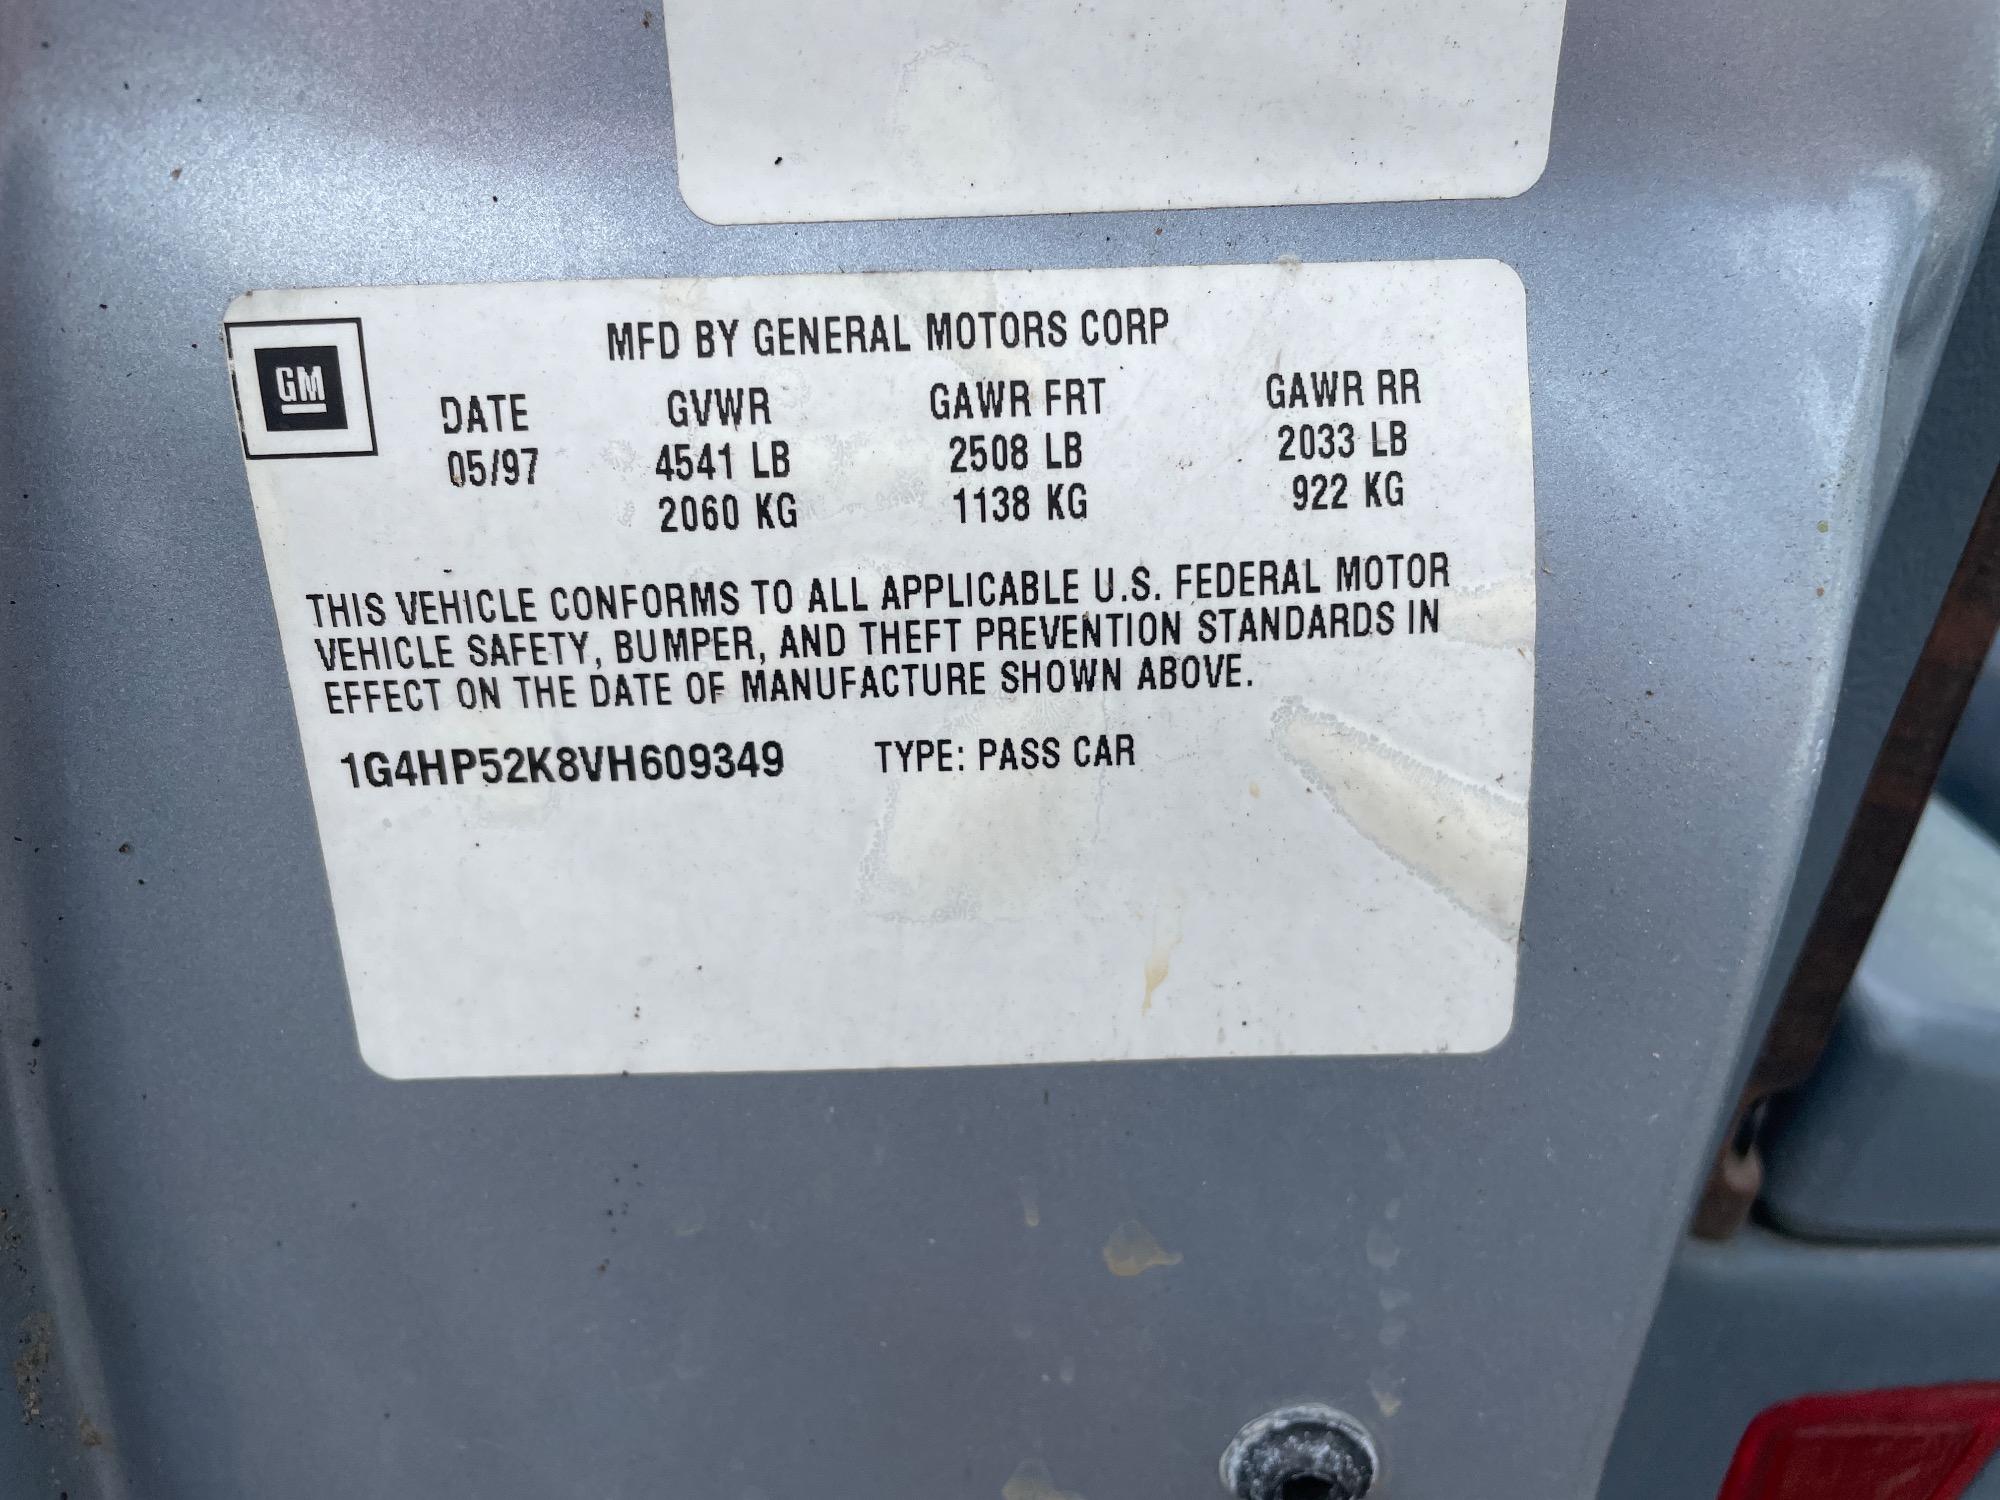 MFD BY GENERAL MOTORS CORP
GM
DATE GVWR GAWR FRT GAWR RR
05/97 4541 LB 2508 LB 2033 LB
2060 KG 1138 KG 922 KG
THIS VEHICLE CONFORMS TO ALL APPLICABLE U.S. FEDERAL MOTOR
VEHICLE SAFETY, BUMPER, AND THEFT PREVENTION STANDARDS IN
EFFECT ON THE DATE OF MANUFACTURE SHOWN ABOVE.
1G4HP52K8VH609349 TYPE: PASS CAR